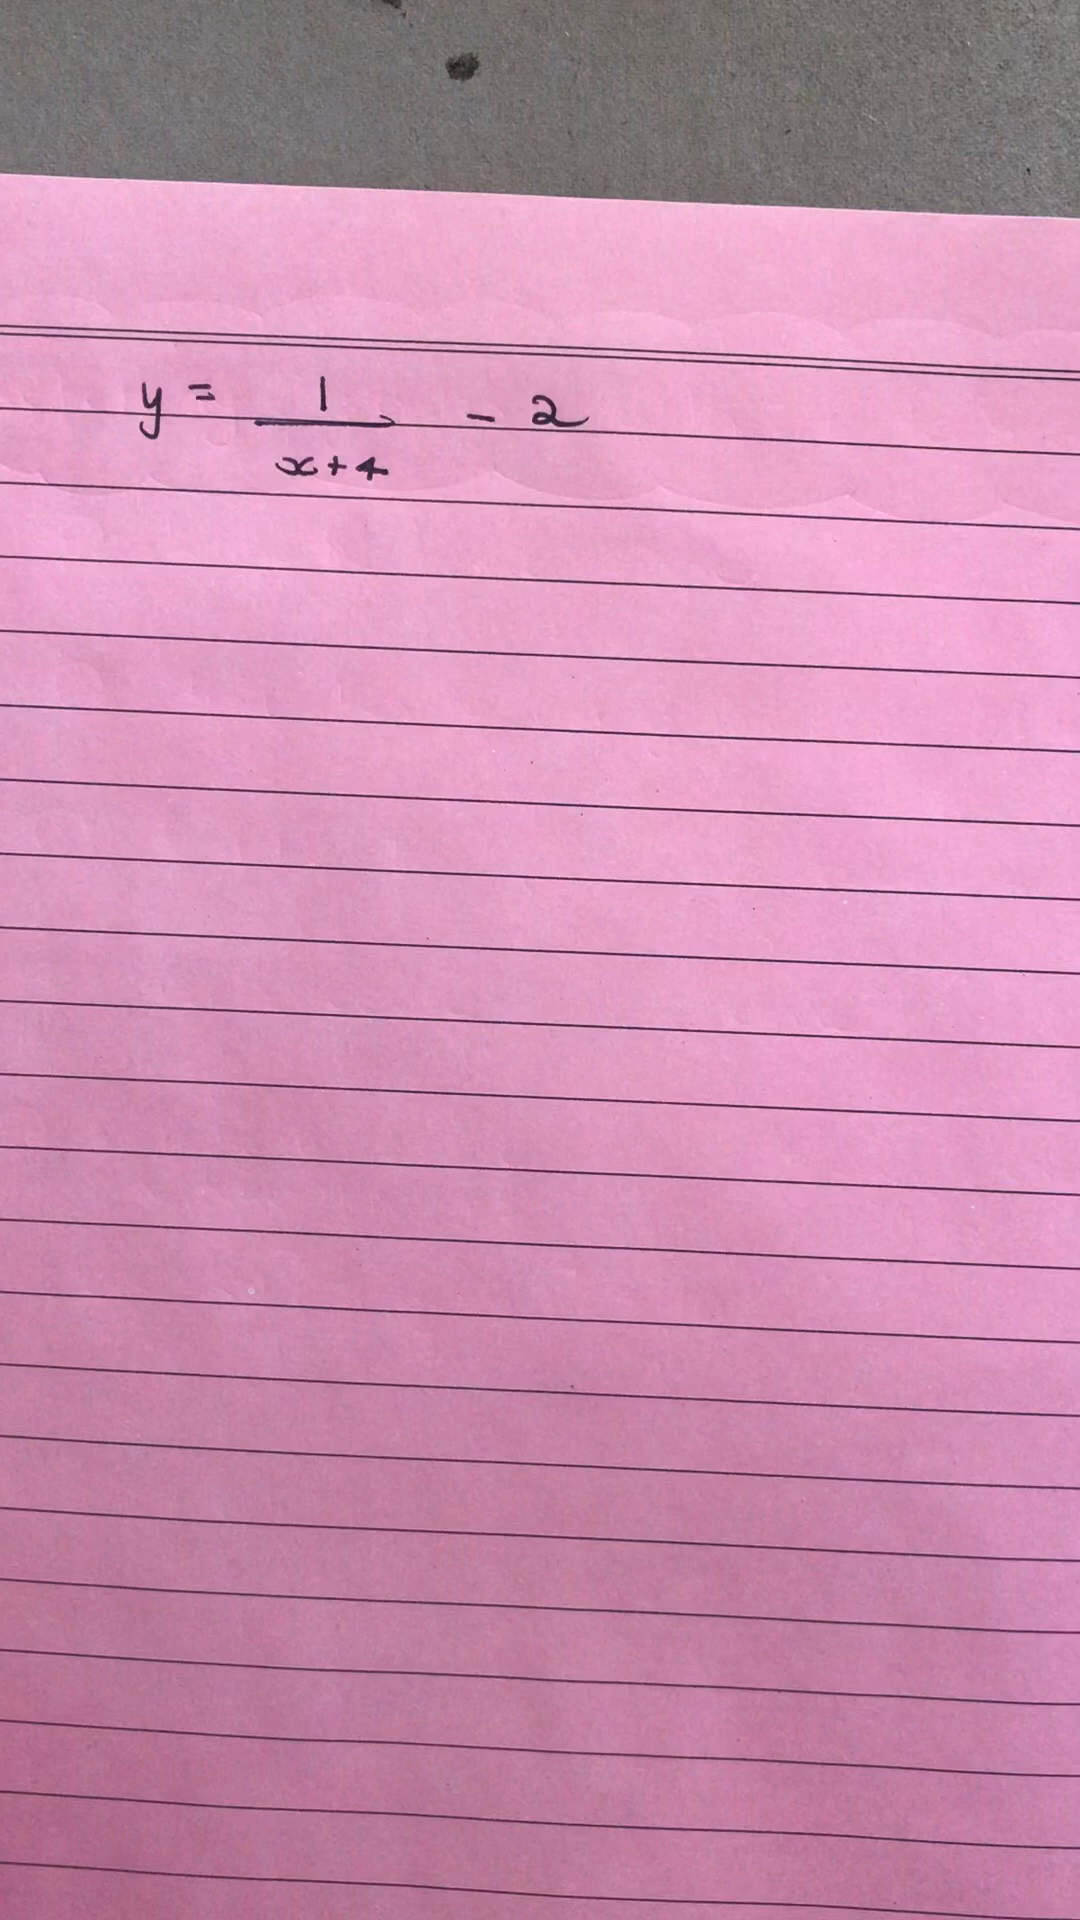 y = 1/(x+4) - 2